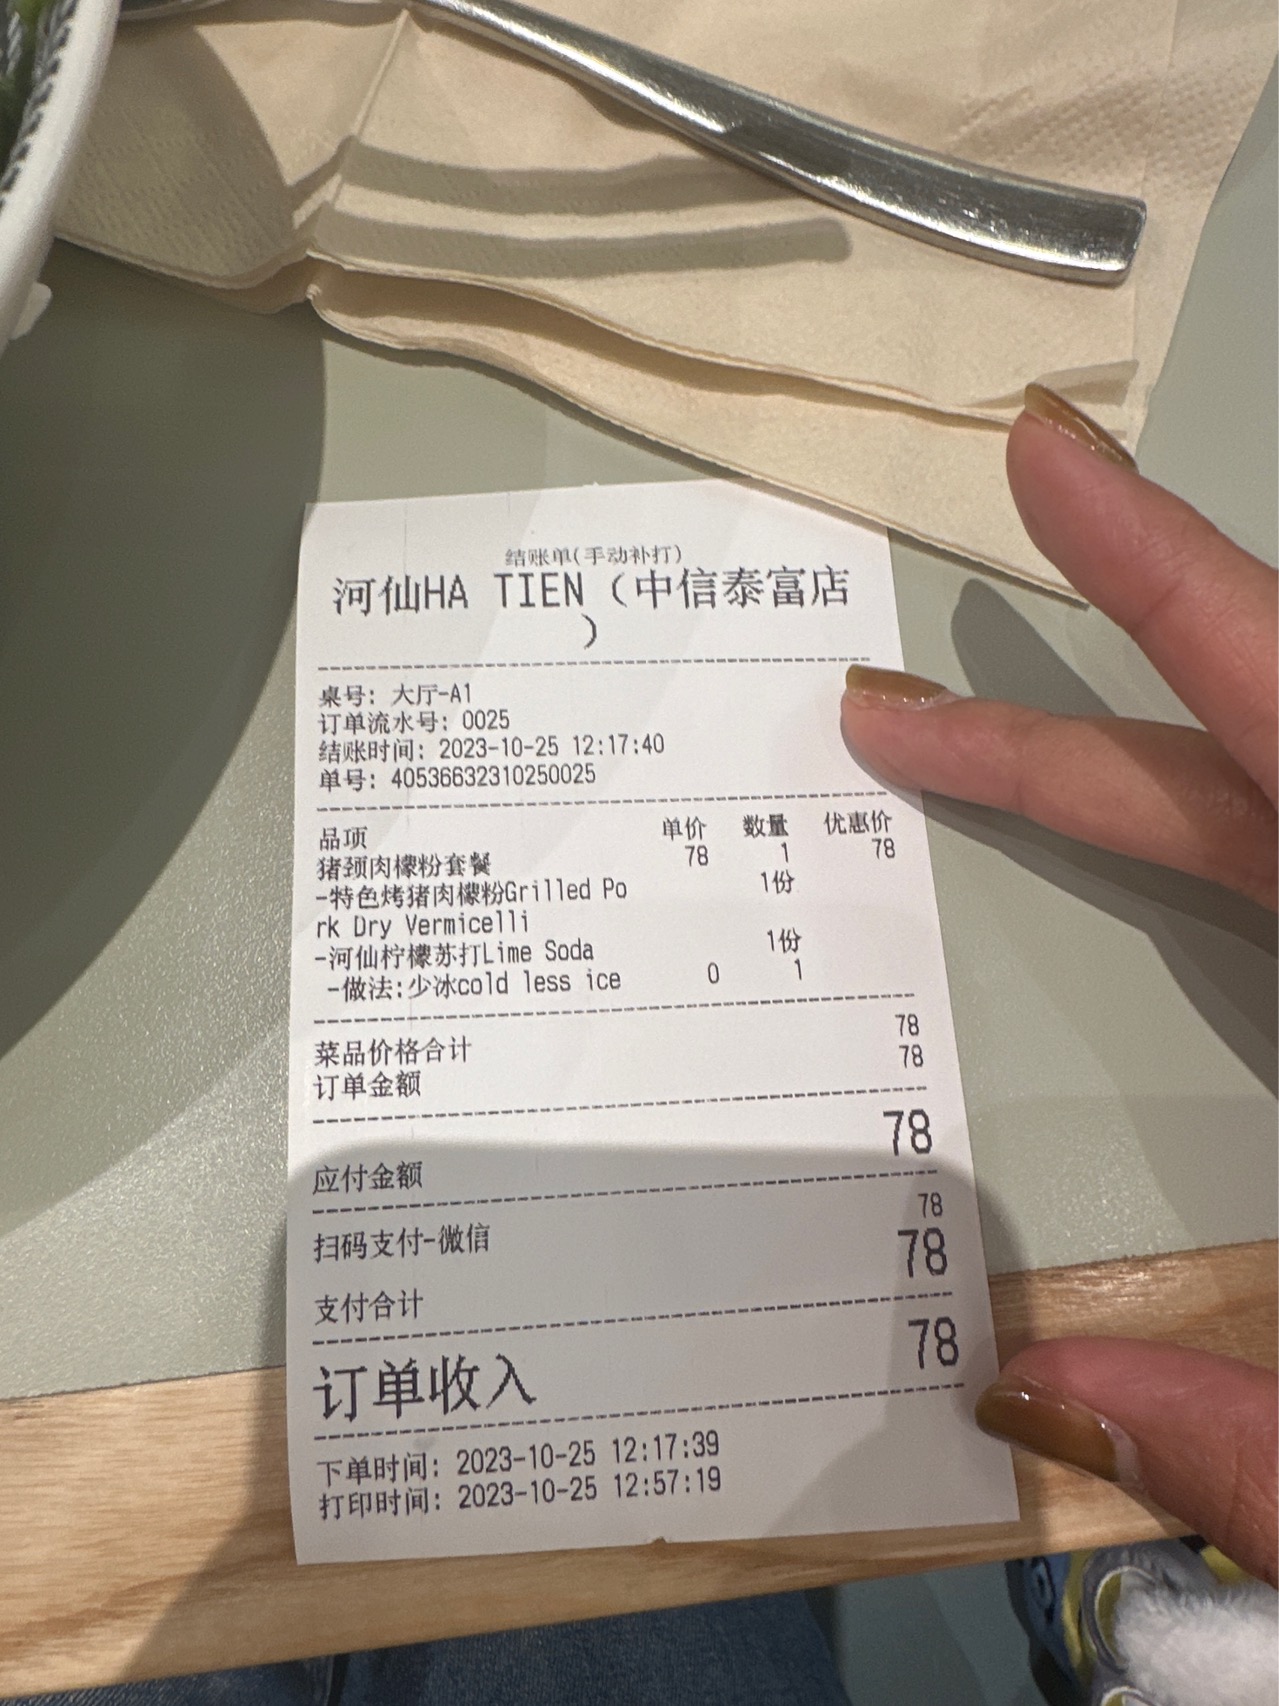 结账单(手动补打)
河仙HA TIEN（中信泰富店
）
桌号: 大厅-A1
订单流水号: 0025
结账时间: 2023-10-25 12:17:40
单号: 40536632310250025
品项 单价 数量 优惠价
猪颈肉檬粉套餐 78 1 78
-特色烤猪肉檬粉Grilled Po 1份
rk Dry Vermicelli
-河仙柠檬苏打Lime Soda 1份
-做法:少冰cold less ice 0 1
菜品价格合计 78
订单金额 78
应付金额 78
扫码支付-微信 78
支付合计 78
订单收入 78
下单时间: 2023-10-25 12:17:39
打印时间: 2023-10-25 12:57:19